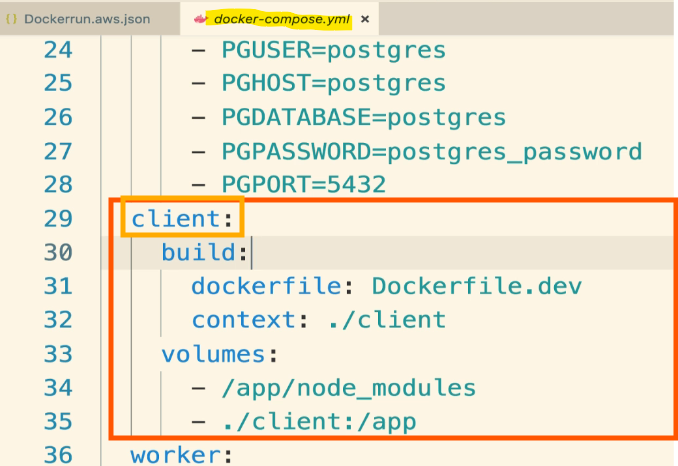 {} Dockerrun.aws.json
docker-compose.yml ×
24 - PGUSER=postgres
25 - PGHOST=postgres
26 - PGDATABASE=postgres
27 - PGPASSWORD=postgres_password
28 - PGPORT=5432
29 client:
30 build:
31 dockerfile: Dockerfile.dev
32 context: ./client
33 volumes:
34 - /app/node_modules
35 - ./client:/app
36 worker: